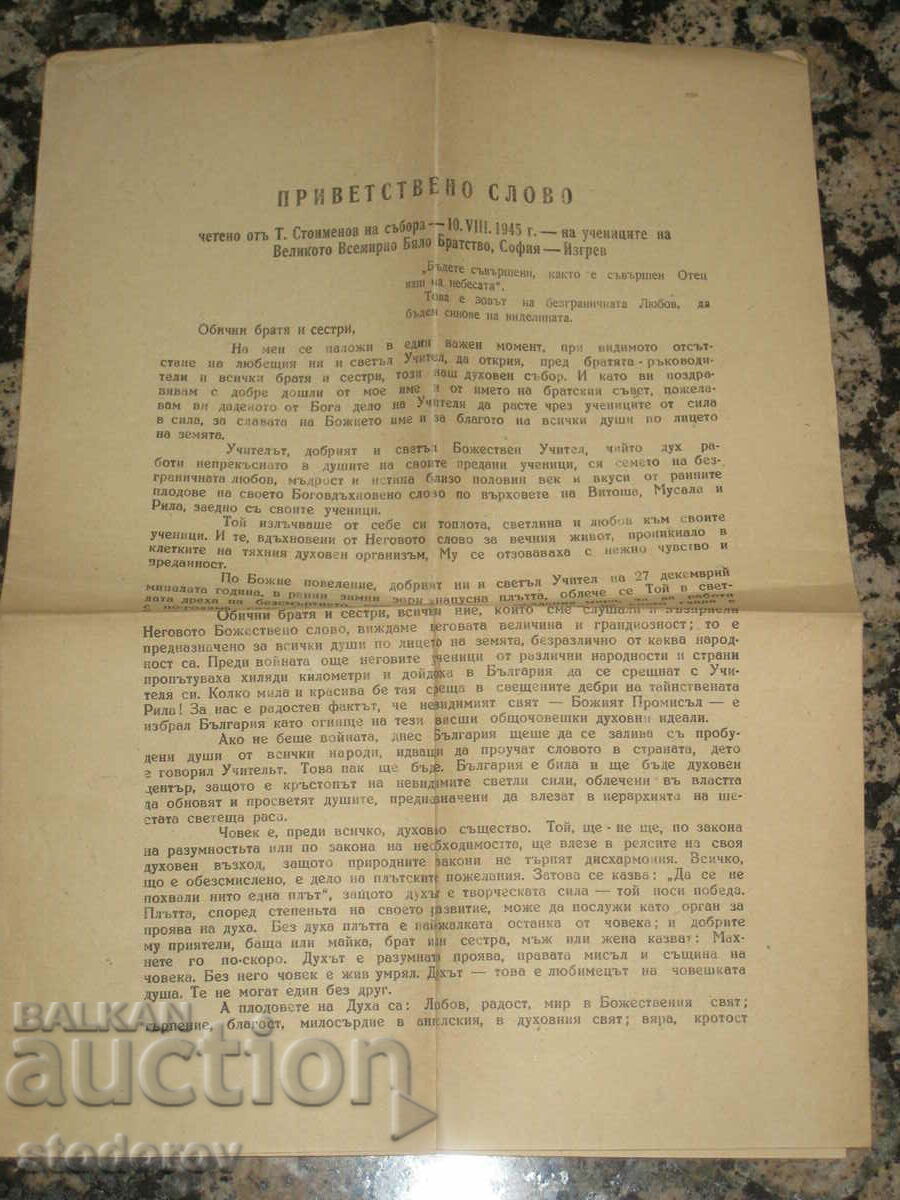 ПРИВЕТСТВЕНО СЛОВО
четено отъ Т. Стоименов на събора — 10. VIII. 1945 г. — на учениците на
Великото Всемирно Бяло Братство, София — Изгрев
„Бъдете съвършени, както е съвършен Отец
ваш на небесата“.
Това е зовът на безграничната Любов, да
бъдем синове на виделината.
Обични братя и сестри,
На мен се наложи в един важен момент, при видимото отсът-
ствие на любещия ни и светъл Учител, да открия, пред братята-ръководи-
тели и всички братя и сестри, този наш духовен събор. И като ви поздра-
вявам с добре дошли от мое име и от името на братския съвет, пожела-
вам ви даденото от Бога дело на Учителя да расте чрез учениците от сила
в сила, за славата на Божието име и за благото на всички души по лицето
на земята.
Учителът, добрият и светъл Божествен Учител, чийто дух ра
боти непрекъснато в душите на своите предани ученици, ся семето на без-
граничната любов, мъдрост и истина близо половин век и вкуси от ранните
плодове на своето Боговдъхновено слово по върховете на Витоша, Мусала и
Рила, заедно със своите ученици.
Той излъчваше от себе си топлота, светлина и любов към своите
ученици. И те, вдъхновени от Неговото слово за вечния живот, проникнало в
клетките на тяхния духовен организъм, Му се отзоваваха с нежно чувство и
преданност.
По Божие повеление, добрият ни и светъл Учител на 27 декемврий
миналата година, в ранни зимни зори напусна плътта, облече се Той в свет-
лата дреха на безсмъртието
Обични братя и сестри, всички ние, които сме слушали и възприели
Неговото Божествено слово, виждаме неговата величина и грандиозност; то е
предназначено за всички души по лицето на земята, безразлично от каква народ-
ност са. Преди войната още неговите ученици от различни народности и страни
пропътуваха хиляди километри и дойдоха в България да се срещнат с Учи-
теля си. Колко мила и красива бе тая среща в свещените дебри на тайнствената
Рила! За нас е радостен фактът, че невидимият свят — Божият Промисъл — е
избрал България като огнище на тези висши общочовешки духовни идеали.
Ако не беше войната, днес България щеше да се залива съ пробу-
дени души от всички народи, идващи да проучат словото в страната, дето
е говорил Учителът. Това пак ще бъде. България е била и ще бъде духовен
център, защото е кръстопът на невидимите светли сили, облечени въ властта
да обновят и просветят душите, предназначени да влезат в иерархията на ше-
стата светеща раса.
Човек е, преди всичко, духовно същество. Той, ще-не ще, по закона
на разумностьта или по закона на необходимостта, ще влезе в релсите на своя
духовен възход, защото природните закони не търпят дисхармония. Всичко,
що е обезсмислено, е дело на плътските пожелания. Затова се казва: „Да се не
похвали нито една плът“, защото духът е творческата сила — той носи победа.
Плътта, според степеньта на своето развитие, може да послужи като орган за
проява на духа. Без духа плътта е найжалката останка от човека; и добрите
му приятели, баща или майка, брат или сестра, мъж или жена казват: Мах-
нете го по-скоро. Духът е разумната проява, правата мисъл и същина на
човека. Без него човек е жив умрял. Духът — това е любимецът на човешката
душа. Те не могат един без друг.
А плодовете на Духа са: Любов, радост, мир в Божествения свят;
търпение, благост, милосърдие в ангелския, в духовния свят; вяра, кротост
BALKAN
auction
stodorov